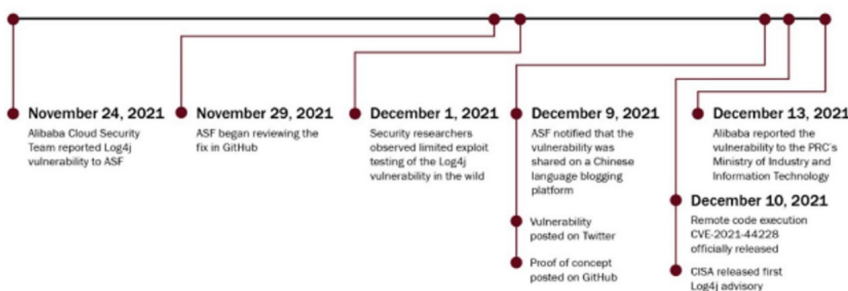 November 24, 2021
Alibaba Cloud Security
Team reported Log4j
vulnerability to ASF
November 29, 2021
ASF began reviewing the
fix in GitHub
December 1, 2021
Security researchers
observed limited exploit
testing of the Log4j
vulnerability in the wild
December 9, 2021
ASF notified that the
vulnerability was
shared on a Chinese
language blogging
platform
Vulnerability
posted on Twitter
Proof of concept
posted on GitHub
December 13, 2021
Alibaba reported the
vulnerability to the PRC's
Ministry of Industry and
Information Technology
December 10, 2021
Remote code execution
CVE-2021-44228
officially released
CISA released first
Log4j advisory